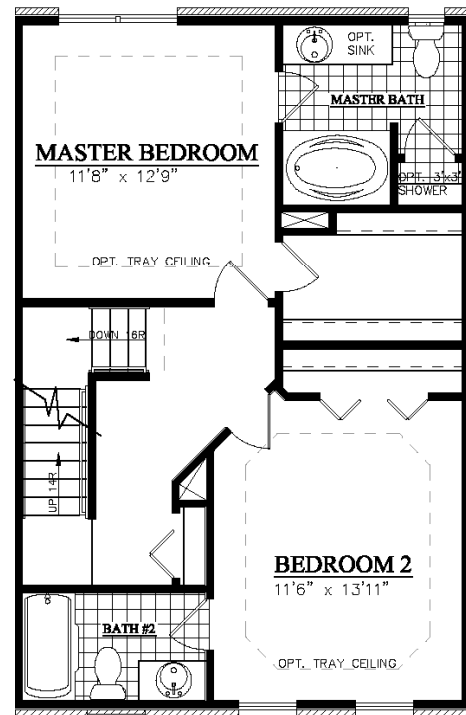 OPT.
SINK
MASTER BATH
MASTER BEDROOM
11'8" x 12'9"
OPT. 3'x3'
SHOWER
OPT. TRAY CEILING
DOWN 16R
UP 14R
BEDROOM 2
11'6" x 13'11"
BATH #2
OPT. TRAY CEILING